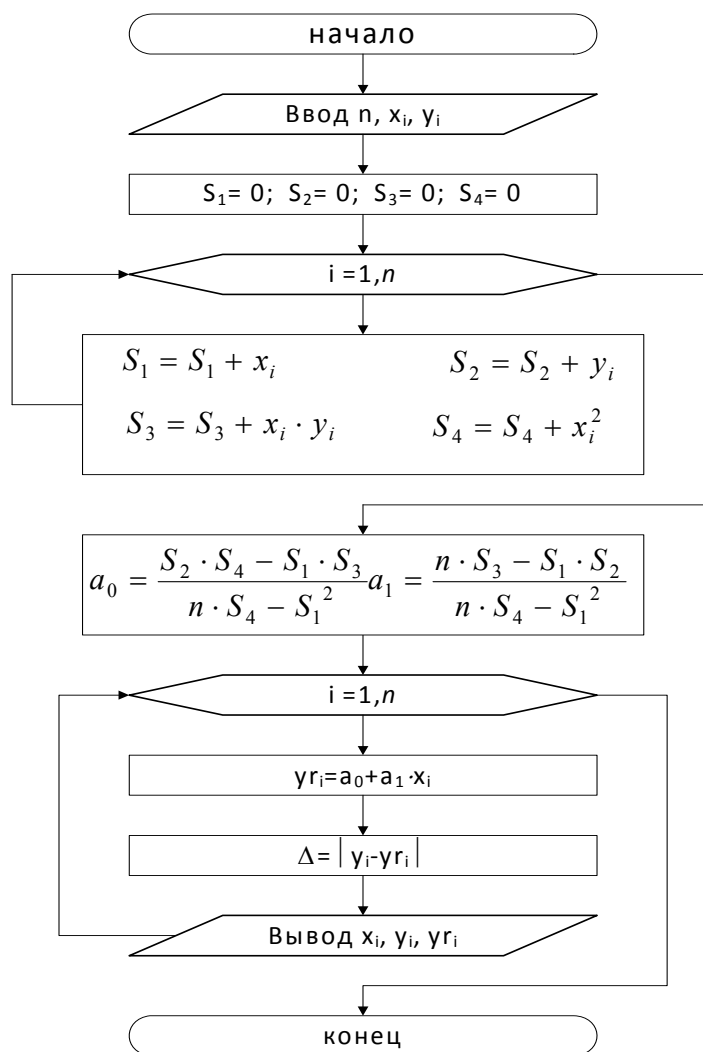 начало
Ввод n, xᵢ, yᵢ
S₁= 0; S₂= 0; S₃= 0; S₄= 0
i =1,n
S₁ = S₁ + xᵢ S₂ = S₂ + yᵢ
S₃ = S₃ + xᵢ · yᵢ S₄ = S₄ + xᵢ²
a₀ = (S₂ · S₄ − S₁ · S₃) / (n · S₄ − S₁²) a₁ = (n · S₃ − S₁ · S₂) / (n · S₄ − S₁²)
i =1,n
yrᵢ=a₀+a₁·xᵢ
Δ=|yᵢ-yrᵢ|
Вывод xᵢ, yᵢ, yrᵢ
конец